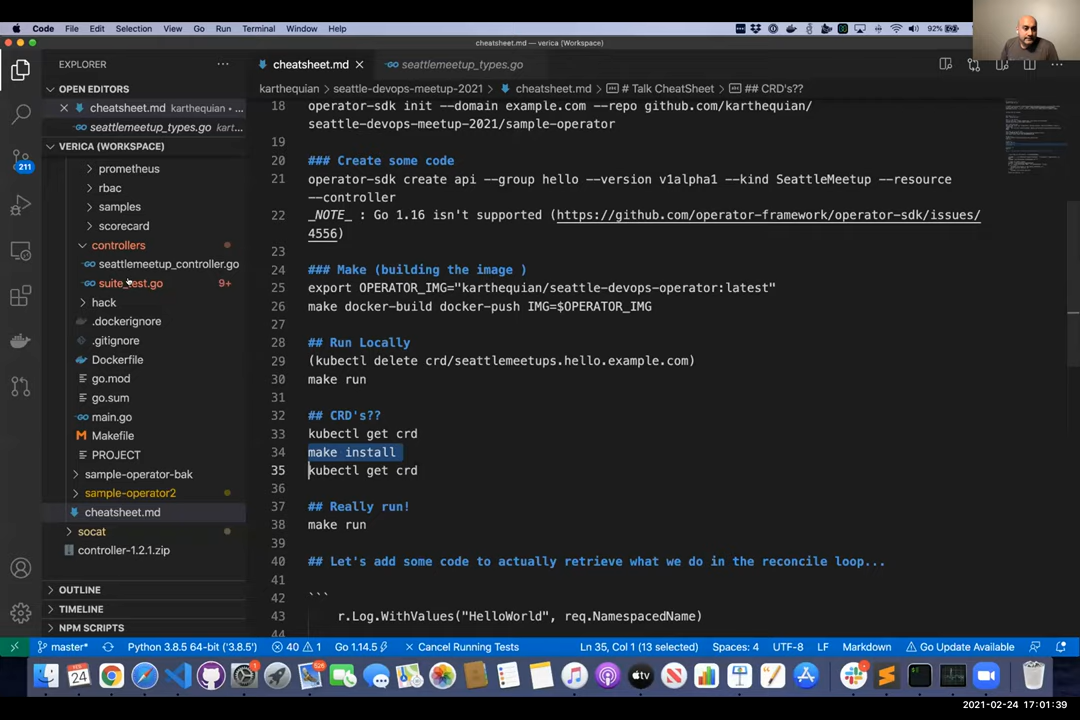 Code File Edit Selection View Go Run Terminal Window Help 92%
cheatsheet.md — verica (Workspace)
EXPLORER
cheatsheet.md
seattlemeetup_types.go
OPEN EDITORS
cheatsheet.md karthequian • ...
seattlemeetup_types.go kart...
VERICA (WORKSPACE)
prometheus
rbac
samples
scorecard
controllers
seattlemeetup_controller.go
suite_test.go 9+
hack
.dockerignore
.gitignore
Dockerfile
go.mod
go.sum
main.go
Makefile
PROJECT
sample-operator-bak
sample-operator2
cheatsheet.md
socat
controller-1.2.1.zip
OUTLINE
TIMELINE
NPM SCRIPTS
211
karthequian > seattle-devops-meetup-2021 > cheatsheet.md > # Talk CheatSheet > ## CRD's??
18 operator-sdk init --domain example.com --repo github.com/karthequian/
seattle-devops-meetup-2021/sample-operator
19
20 ### Create some code
21 operator-sdk create api --group hello --version v1alpha1 --kind SeattleMeetup --resource
--controller
22 _NOTE_ : Go 1.16 isn't supported (https://github.com/operator-framework/operator-sdk/issues/
4556)
23
24 ### Make (building the image )
25 export OPERATOR_IMG="karthequian/seattle-devops-operator:latest"
26 make docker-build docker-push IMG=$OPERATOR_IMG
27
28 ## Run Locally
29 (kubectl delete crd/seattlemeetups.hello.example.com)
30 make run
31
32 ## CRD's??
33 kubectl get crd
34 make install
35 kubectl get crd
36
37 ## Really run!
38 make run
39
40 ## Let's add some code to actually retrieve what we do in the reconcile loop...
41
42 ```
43 r.Log.WithValues("HelloWorld", req.NamespacedName)
44
master* Python 3.8.5 64-bit ('3.8.5') 40 1 Go 1.14.5 Cancel Running Tests Ln 35, Col 1 (13 selected) Spaces: 4 UTF-8 LF Markdown Go Update Available
FEB
24
2021-02-24 17:01:39